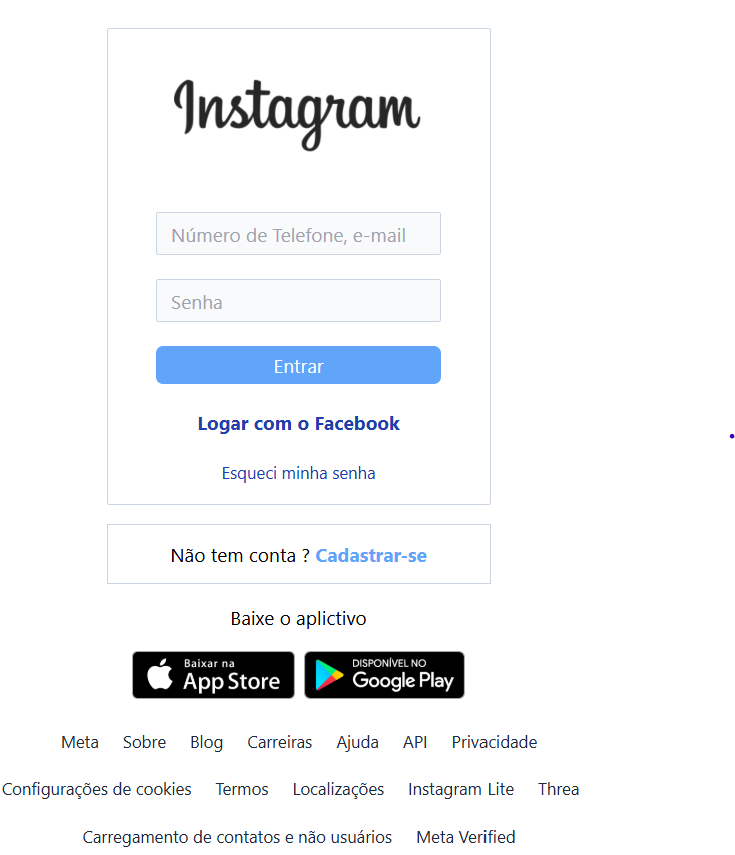 Instagram
Número de Telefone, e-mail
Senha
Entrar
Logar com o Facebook
Esqueci minha senha
Não tem conta ? Cadastrar-se
Baixe o aplictivo
Baixar na
App Store
DISPONÍVEL NO
Google Play
Meta Sobre Blog Carreiras Ajuda API Privacidade
Configurações de cookies Termos Localizações Instagram Lite Threa
Carregamento de contatos e não usuários Meta Verified